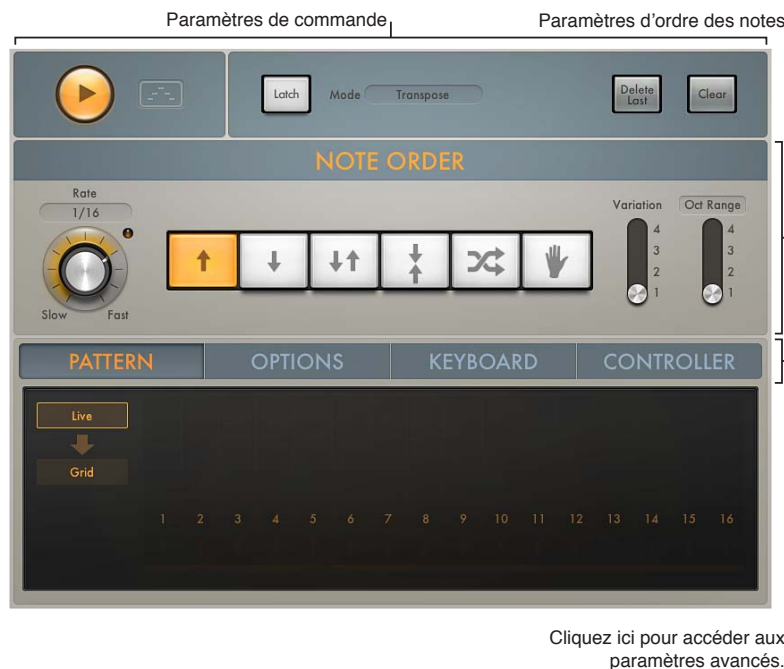 Paramètres de commande
Paramètres d’ordre des notes
Latch
Mode
Transpose
Delete
Last
Clear
NOTE ORDER
Rate
1/16
Slow
Fast
Variation
4
3
2
1
Oct Range
4
3
2
1
PATTERN
OPTIONS
KEYBOARD
CONTROLLER
Live
Grid
1 2 3 4 5 6 7 8 9 10 11 12 13 14 15 16
Cliquez ici pour accéder aux
paramètres avancés.